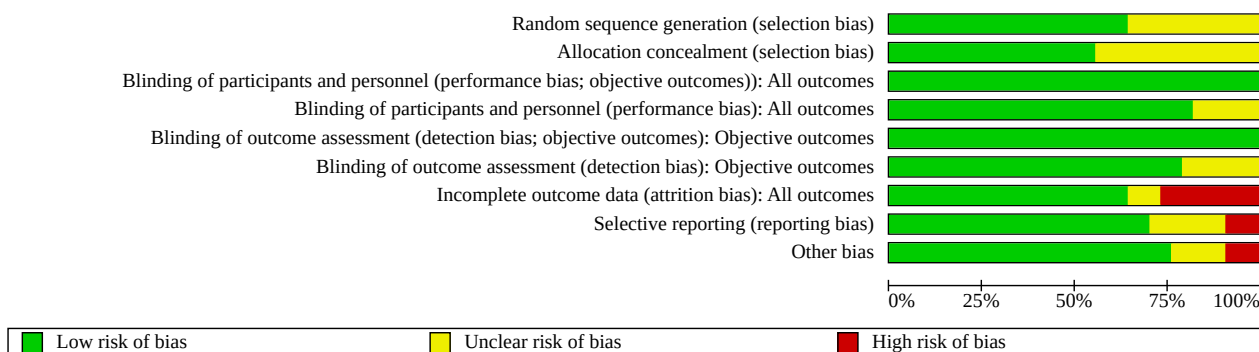 Random sequence generation (selection bias)
Allocation concealment (selection bias)
Blinding of participants and personnel (performance bias; objective outcomes)): All outcomes
Blinding of participants and personnel (performance bias): All outcomes
Blinding of outcome assessment (detection bias; objective outcomes): Objective outcomes
Blinding of outcome assessment (detection bias): Objective outcomes
Incomplete outcome data (attrition bias): All outcomes
Selective reporting (reporting bias)
Other bias
0% 25% 50% 75% 100%
Low risk of bias Unclear risk of bias High risk of bias